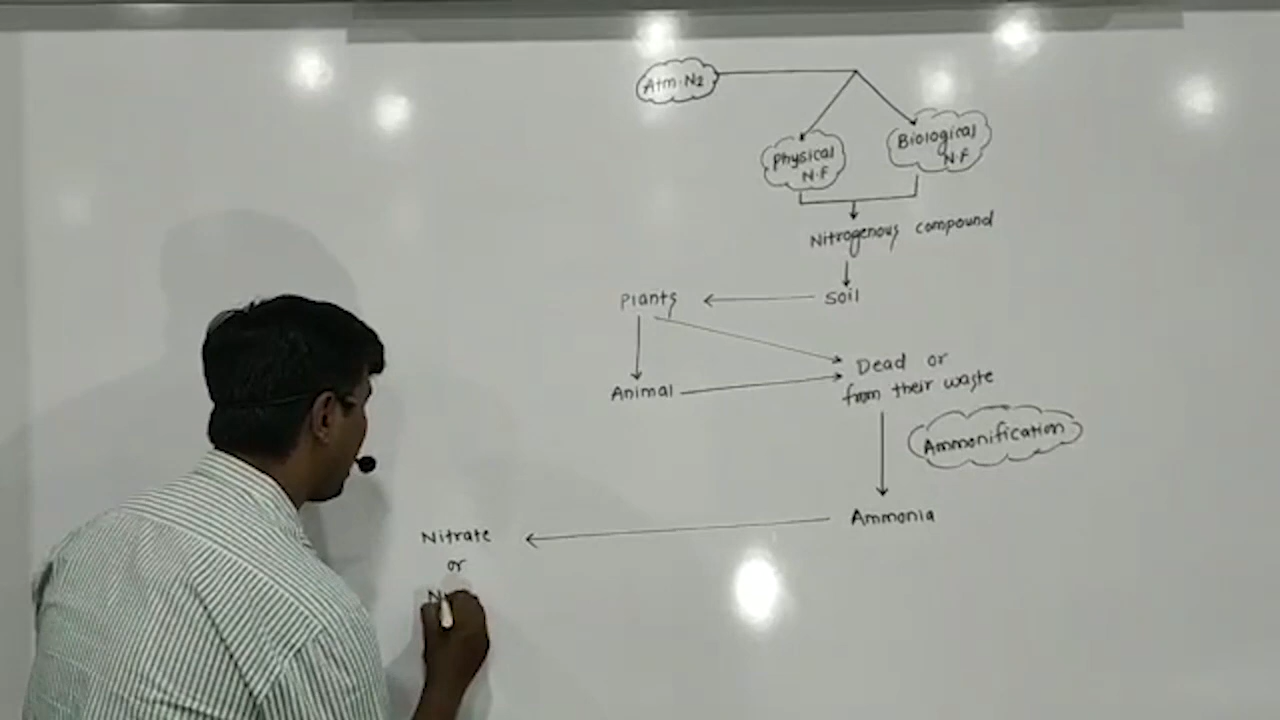 Atm. N2
Physical
N.F
Biological
N.F
Nitrogenous compound
Soil
Plants
Animal
Dead or
from their waste
Ammonification
Ammonia
Nitrate
or
N